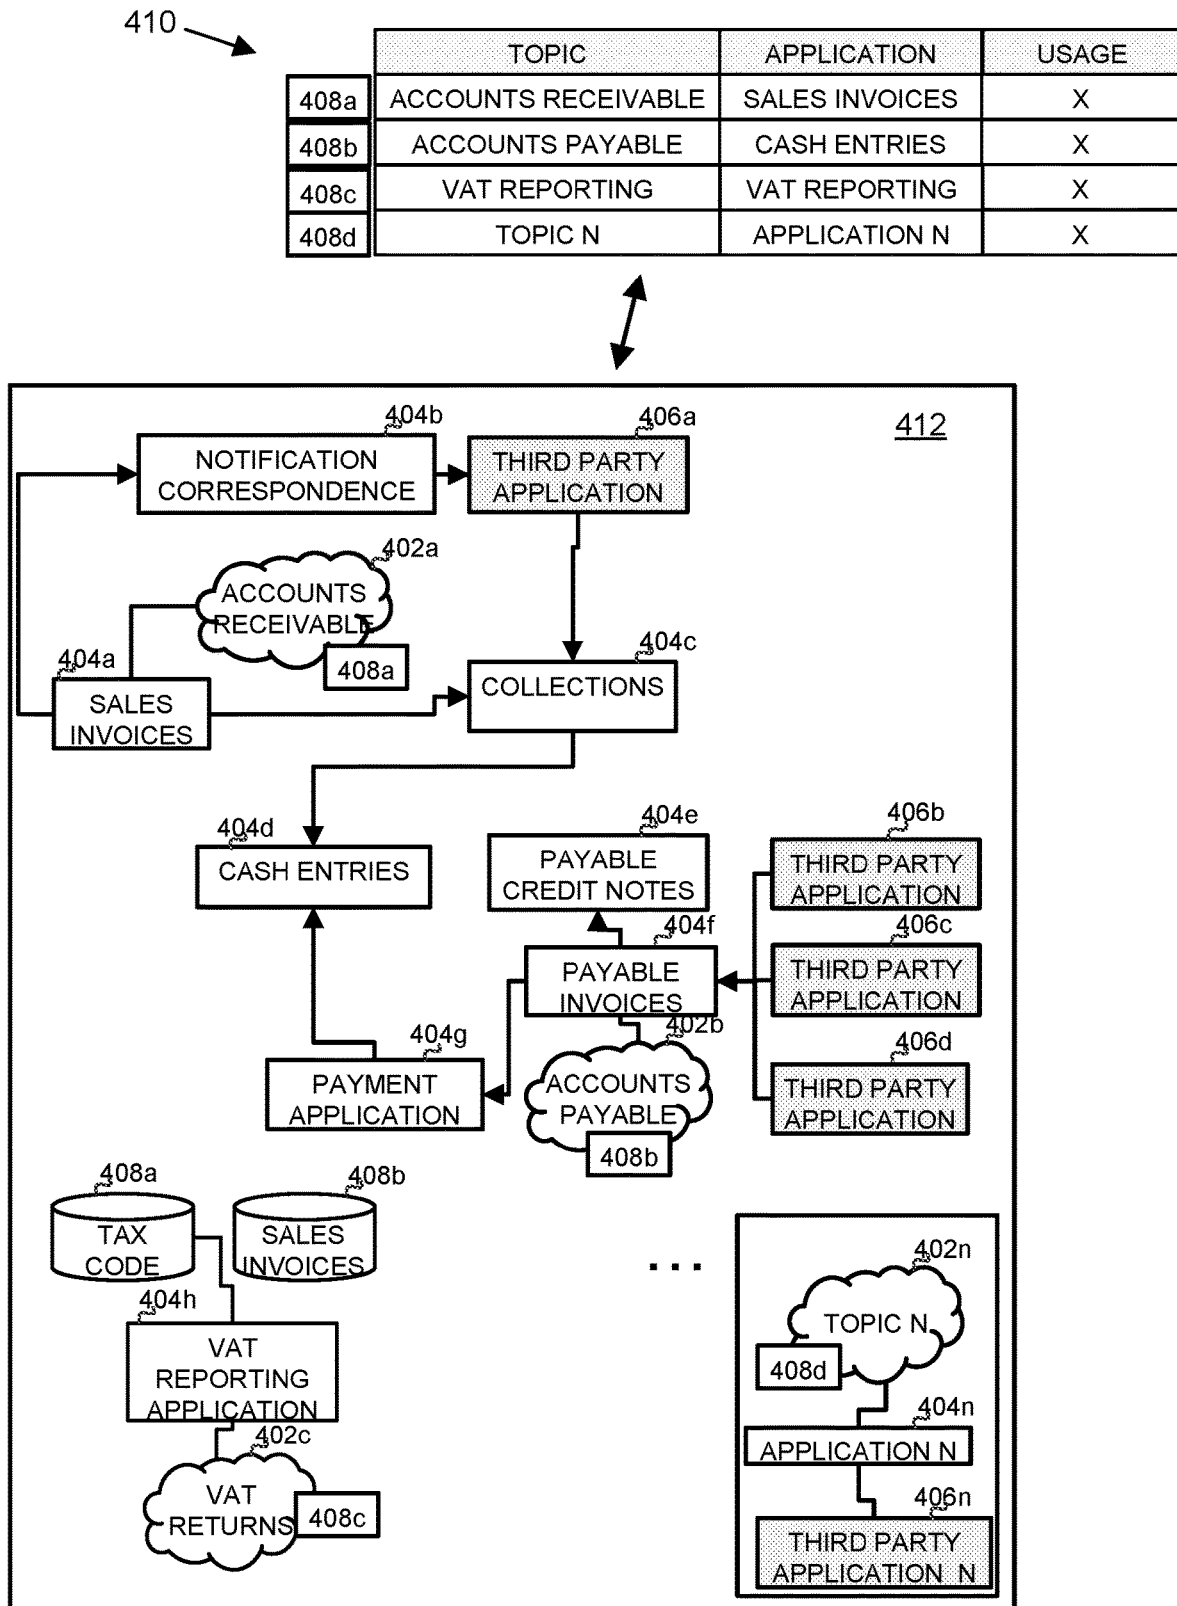 410
TOPIC APPLICATION USAGE
408a ACCOUNTS RECEIVABLE SALES INVOICES X
408b ACCOUNTS PAYABLE CASH ENTRIES X
408c VAT REPORTING VAT REPORTING X
408d TOPIC N APPLICATION N X
412
404b
NOTIFICATION
CORRESPONDENCE
406a
THIRD PARTY
APPLICATION
402a
ACCOUNTS
RECEIVABLE
408a
404a
SALES
INVOICES
404c
COLLECTIONS
404d
CASH ENTRIES
404e
PAYABLE
CREDIT NOTES
406b
THIRD PARTY
APPLICATION
404f
PAYABLE
INVOICES
406c
THIRD PARTY
APPLICATION
404g
PAYMENT
APPLICATION
402b
ACCOUNTS
PAYABLE
408b
406d
THIRD PARTY
APPLICATION
408a
TAX
CODE
408b
SALES
INVOICES
404h
VAT
REPORTING
APPLICATION
402c
VAT
RETURNS
408c
...
402n
TOPIC N
408d
404n
APPLICATION N
406n
THIRD PARTY
APPLICATION N